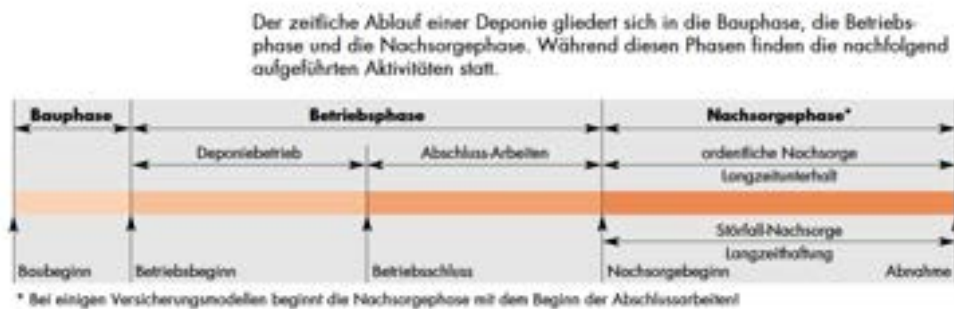 Der zeitliche Ablauf einer Deponie gliedert sich in die Bauphase, die Betriebs-
phase und die Nachsorgephase. Während diesen Phasen finden die nachfolgend
aufgeführten Aktivitäten statt.
Bauphase Betriebsphase Nachsorgephase*
Deponiebetrieb Abschluss-Arbeiten ordentliche Nachsorge
Langzeitunterhalt
Störfall-Nachsorge
Langzeithaftung
Baubeginn Betriebsbeginn Betriebsschluss Nachsorgebeginn Abnahme
* Bei einigen Versicherungsmodellen beginnt die Nachsorgephase mit dem Beginn der Abschlussarbeiten!